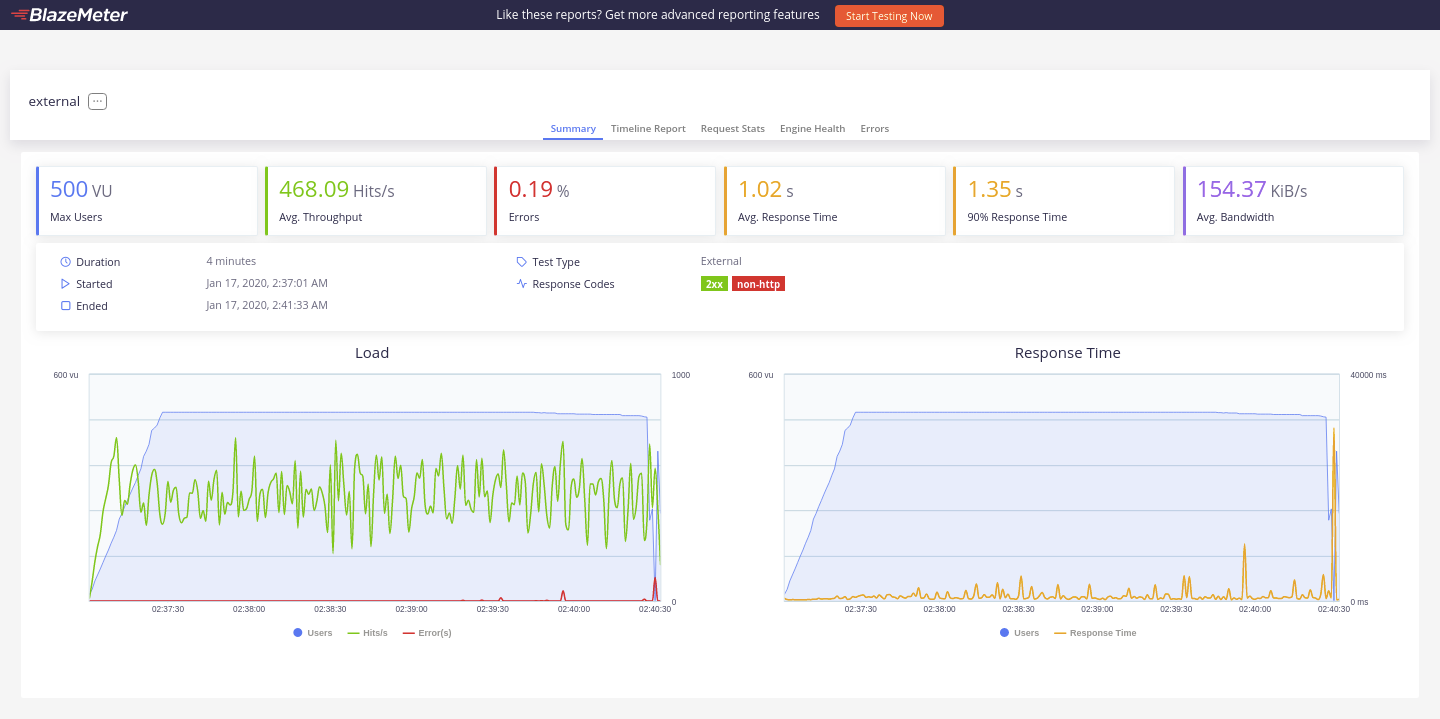 BlazeMeter
Like these reports? Get more advanced reporting features
Start Testing Now
external
Summary Timeline Report Request Stats Engine Health Errors
500 VU
Max Users
468.09 Hits/s
Avg. Throughput
0.19 %
Errors
1.02 s
Avg. Response Time
1.35 s
90% Response Time
154.37 KiB/s
Avg. Bandwidth
Duration 4 minutes
Started Jan 17, 2020, 2:37:01 AM
Ended Jan 17, 2020, 2:41:33 AM
Test Type External
Response Codes 2xx non-http
Load
600 vu 1000
0
02:37:30 02:38:00 02:38:30 02:39:00 02:39:30 02:40:00 02:40:30
Users Hits/s Error(s)
Response Time
600 vu 40000 ms
0 ms
02:37:30 02:38:00 02:38:30 02:39:00 02:39:30 02:40:00 02:40:30
Users Response Time